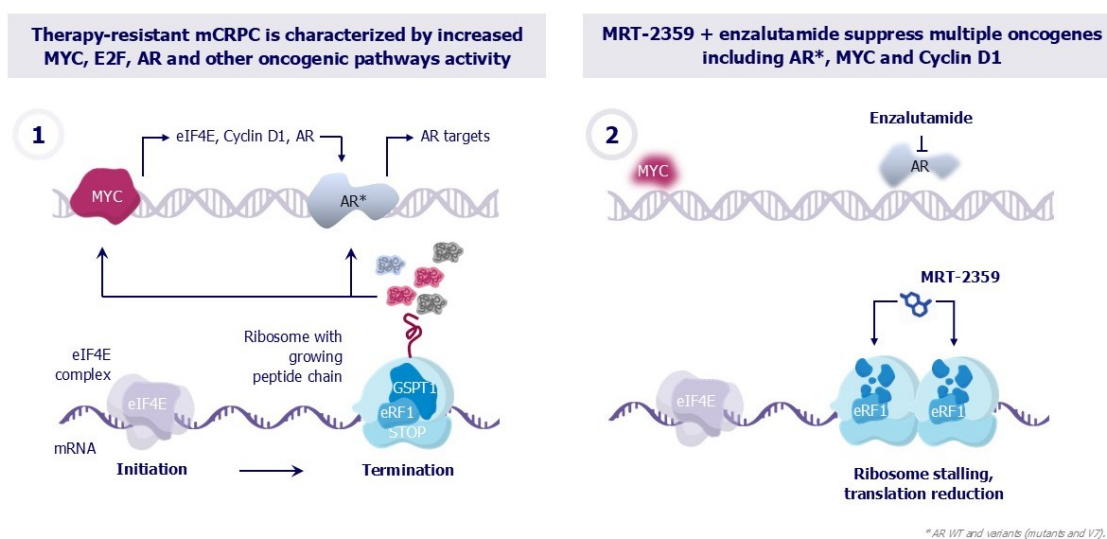 Therapy-resistant mCRPC is characterized by increased
MYC, E2F, AR and other oncogenic pathways activity
1
eIF4E, Cyclin D1, AR
AR targets
MYC
AR*
eIF4E
complex
Ribosome with
growing
peptide chain
GSPT1
eIF4E
eRF1
STOP
mRNA
Initiation
Termination
MRT-2359 + enzalutamide suppress multiple oncogenes
including AR*, MYC and Cyclin D1
2
Enzalutamide
MYC
AR
MRT-2359
eIF4E
eRF1
eRF1
Ribosome stalling,
translation reduction
* AR WT and variants (mutants and V7).